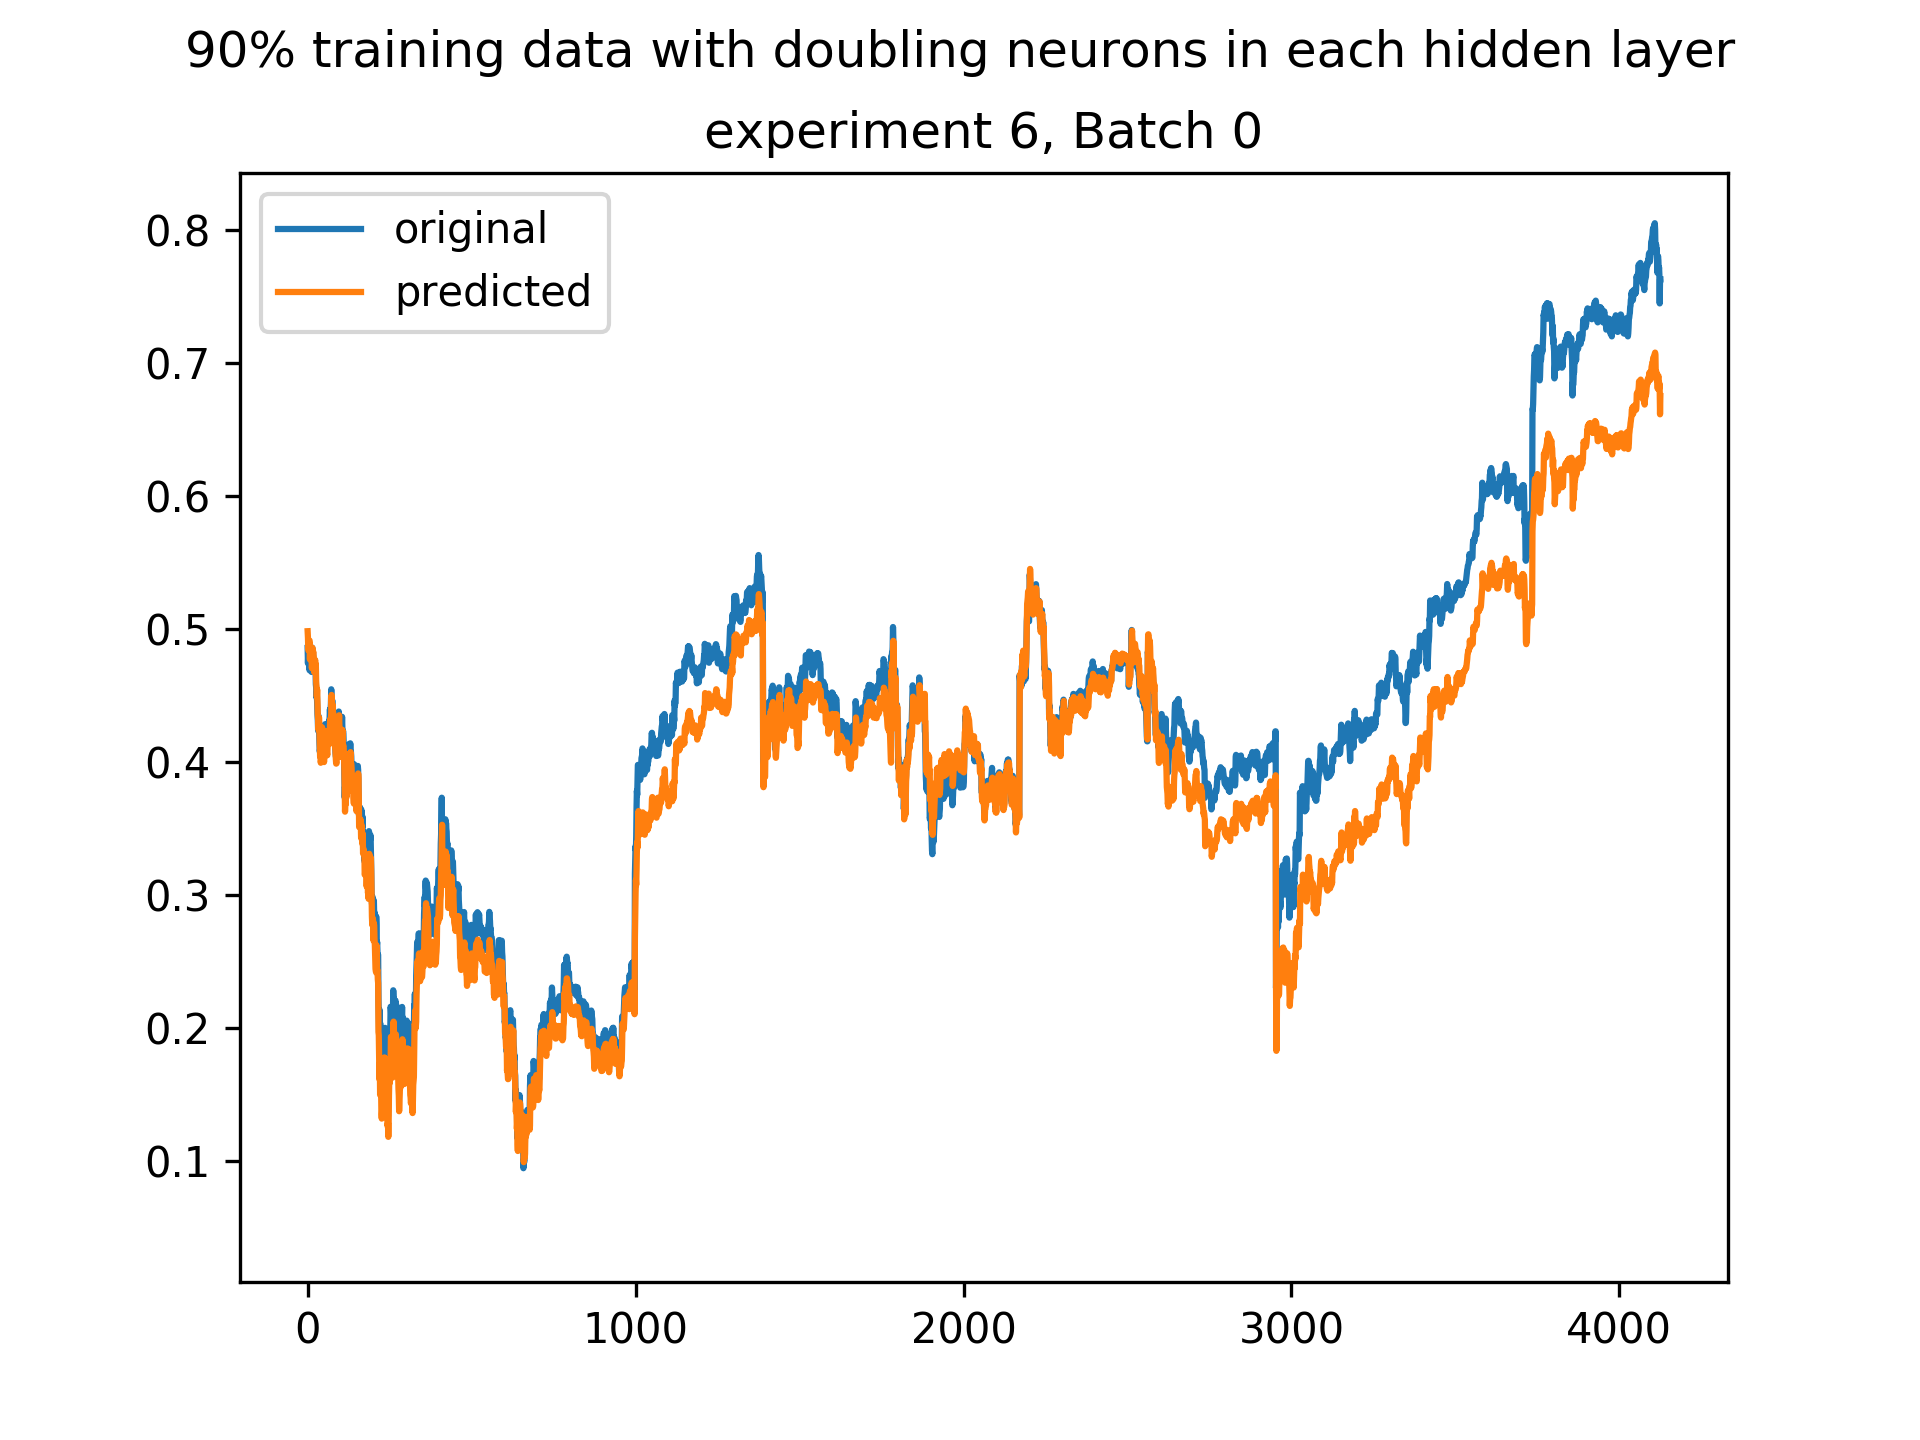 90% training data with doubling neurons in each hidden layer
experiment 6, Batch 0
original
predicted
0.8
0.7
0.6
0.5
0.4
0.3
0.2
0.1
0 1000 2000 3000 4000